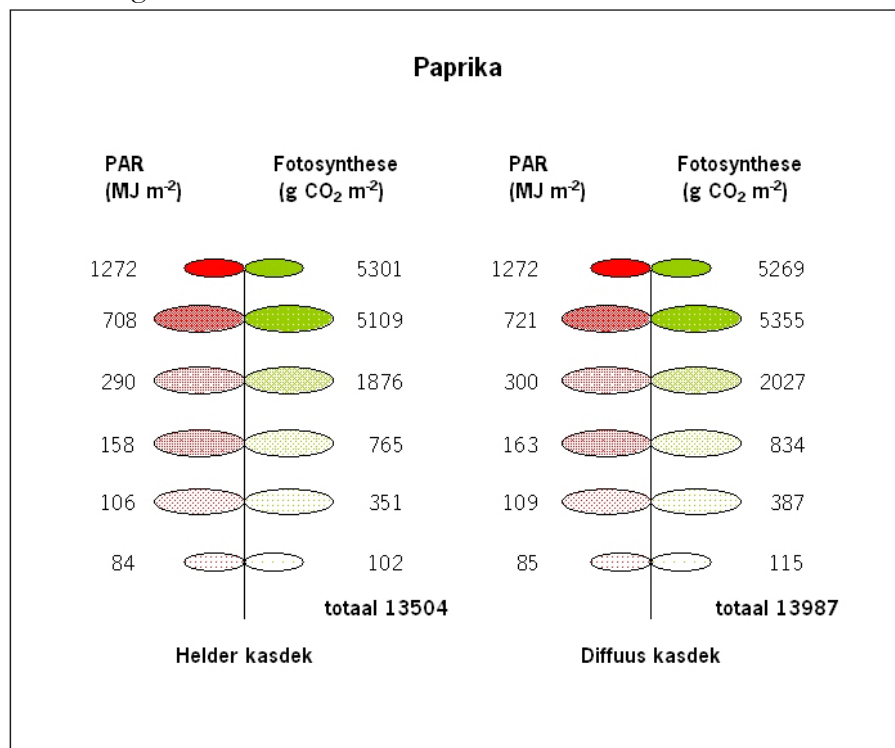 Paprika
PAR Fotosynthese PAR Fotosynthese
(MJ m-2) (g CO2 m-2) (MJ m-2) (g CO2 m-2)
1272 5301 1272 5269
708 5109 721 5355
290 1876 300 2027
158 765 163 834
106 351 109 387
84 102 85 115
totaal 13504 totaal 13987
Helder kasdek Diffuus kasdek